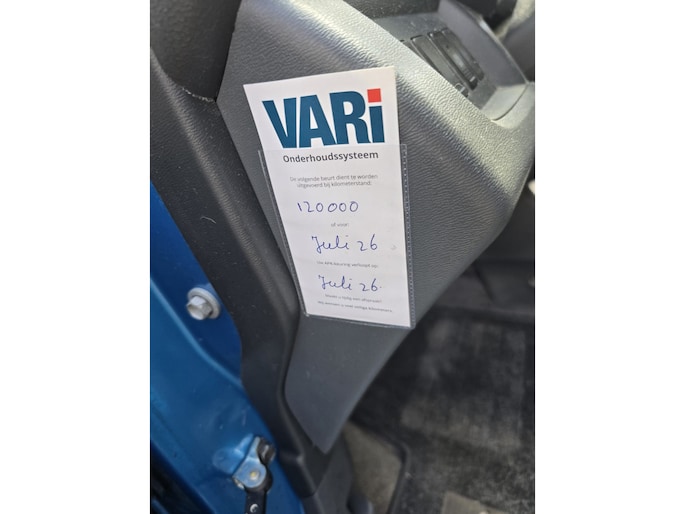 VARi
Onderhoudssysteem
De volgende beurt dient te worden
uitgevoerd bij kilometerstand:
120000
of voor:
Juli 26
Uw APK-keuring verloopt op:
Juli 26.